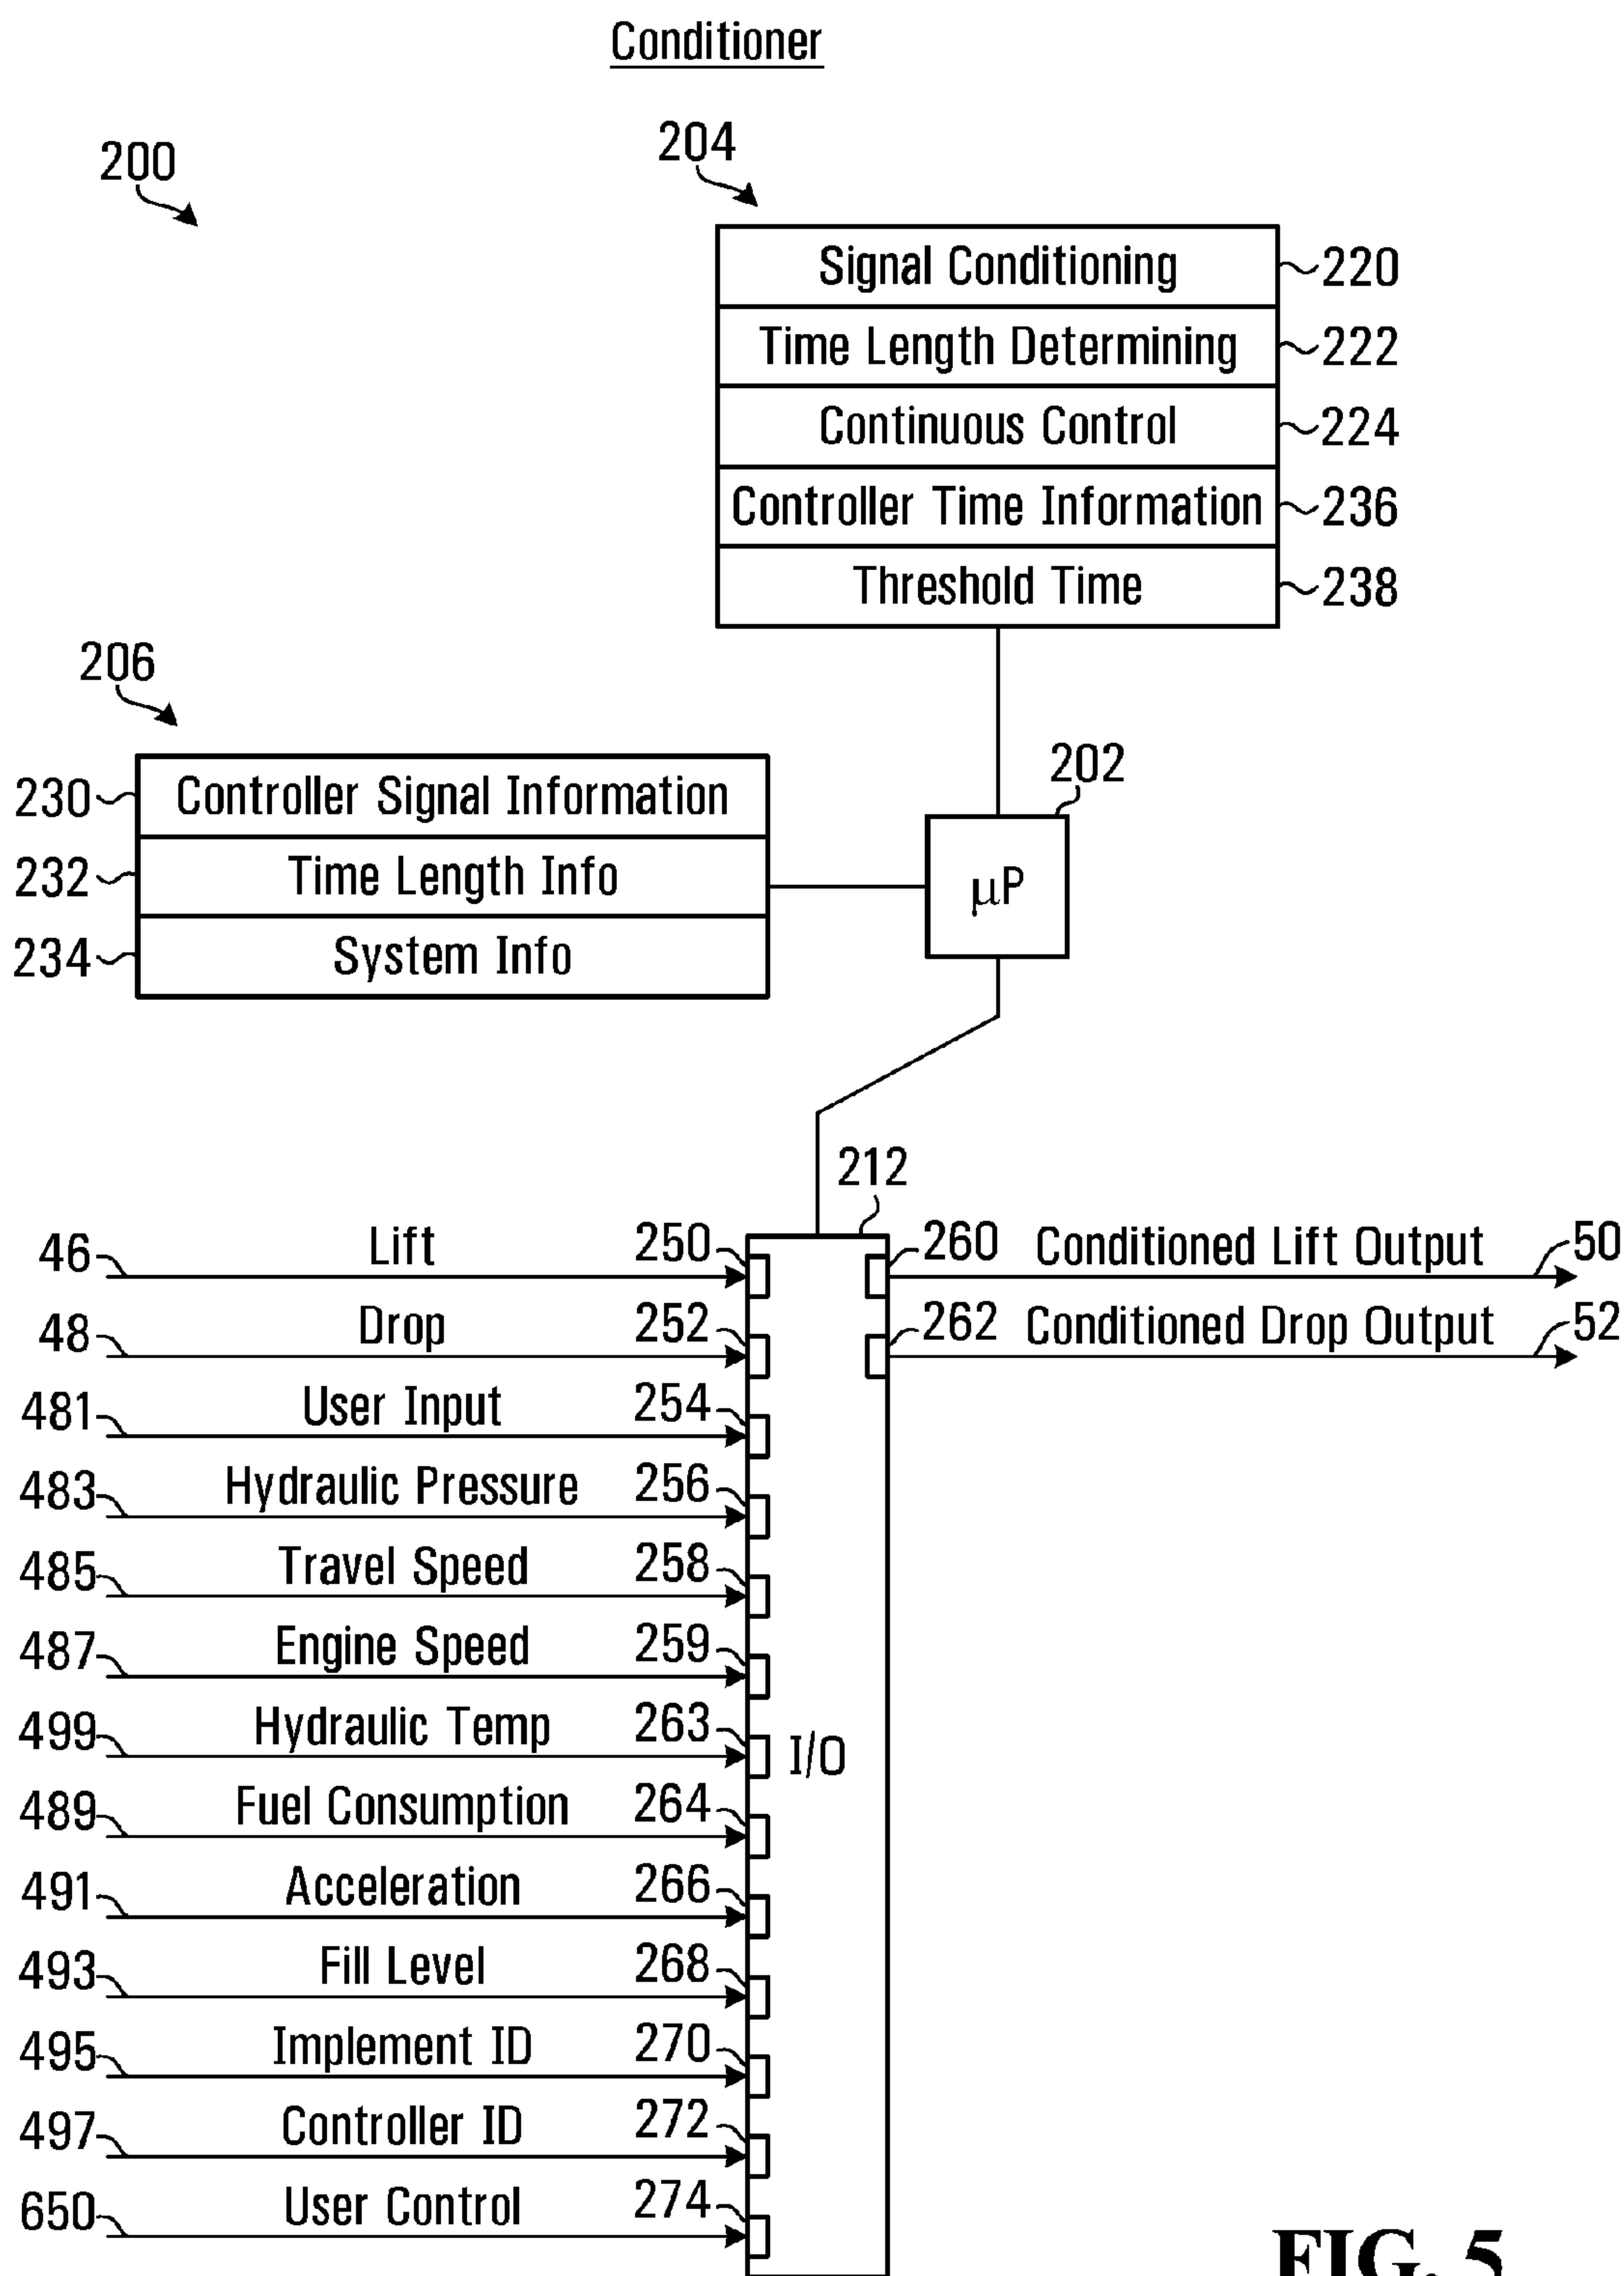 Conditioner
200
204
Signal Conditioning 220
Time Length Determining 222
Continuous Control 224
Controller Time Information 236
Threshold Time 238
206
202
230 Controller Signal Information
232 Time Length Info
234 System Info
µP
212
46 Lift 250 260 Conditioned Lift Output 50
48 Drop 252 262 Conditioned Drop Output 52
481 User Input 254
483 Hydraulic Pressure 256
485 Travel Speed 258
487 Engine Speed 259
499 Hydraulic Temp 263 I/O
489 Fuel Consumption 264
491 Acceleration 266
493 Fill Level 268
495 Implement ID 270
497 Controller ID 272
650 User Control 274
FIG. 5